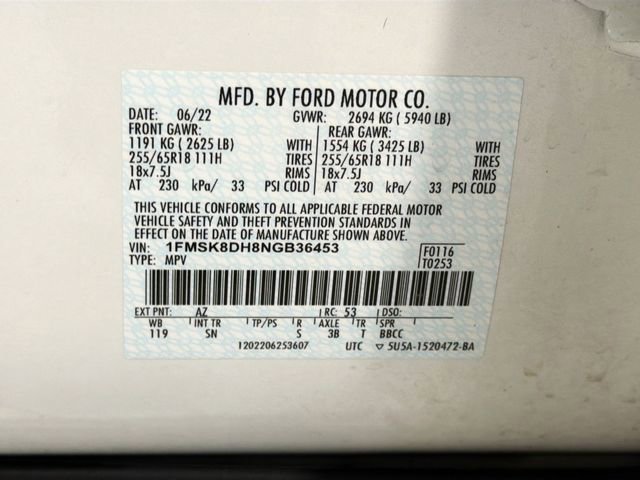 MFD. BY FORD MOTOR CO.
DATE: 06/22 GVWR: 2694 KG ( 5940 LB)
FRONT GAWR: REAR GAWR:
1191 KG ( 2625 LB) WITH 1554 KG ( 3425 LB) WITH
255/65R18 111H TIRES 255/65R18 111H TIRES
18x7.5J RIMS 18x7.5J RIMS
AT 230 kPa/ 33 PSI COLD AT 230 kPa/ 33 PSI COLD
THIS VEHICLE CONFORMS TO ALL APPLICABLE FEDERAL MOTOR
VEHICLE SAFETY AND THEFT PREVENTION STANDARDS IN
EFFECT ON THE DATE OF MANUFACTURE SHOWN ABOVE.
VIN: 1FMSK8DH8NGB36453 F0116
TYPE: MPV T0253
EXT PNT: AZ RC: 53 DSO:
WB INT TR TP/PS R AXLE TR SPR
119 SN S 3B T BBCC
1202206253607 UTC ▽ 5U5A-1520472-BA